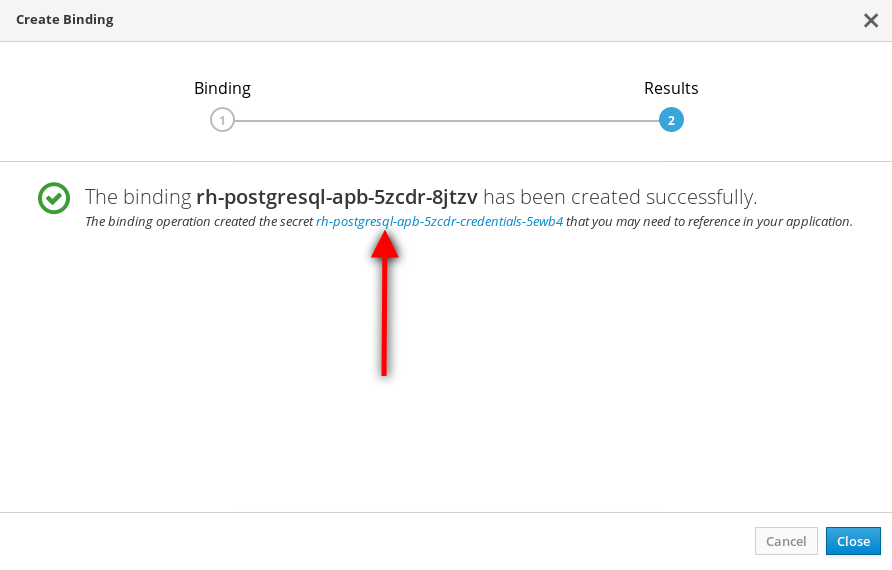 Create Binding
Binding
Results
1
2
The binding rh-postgresql-apb-5zcdr-8jtzv has been created successfully.
The binding operation created the secret rh-postgresql-apb-5zcdr-credentials-5ewb4 that you may need to reference in your application.
Cancel
Close